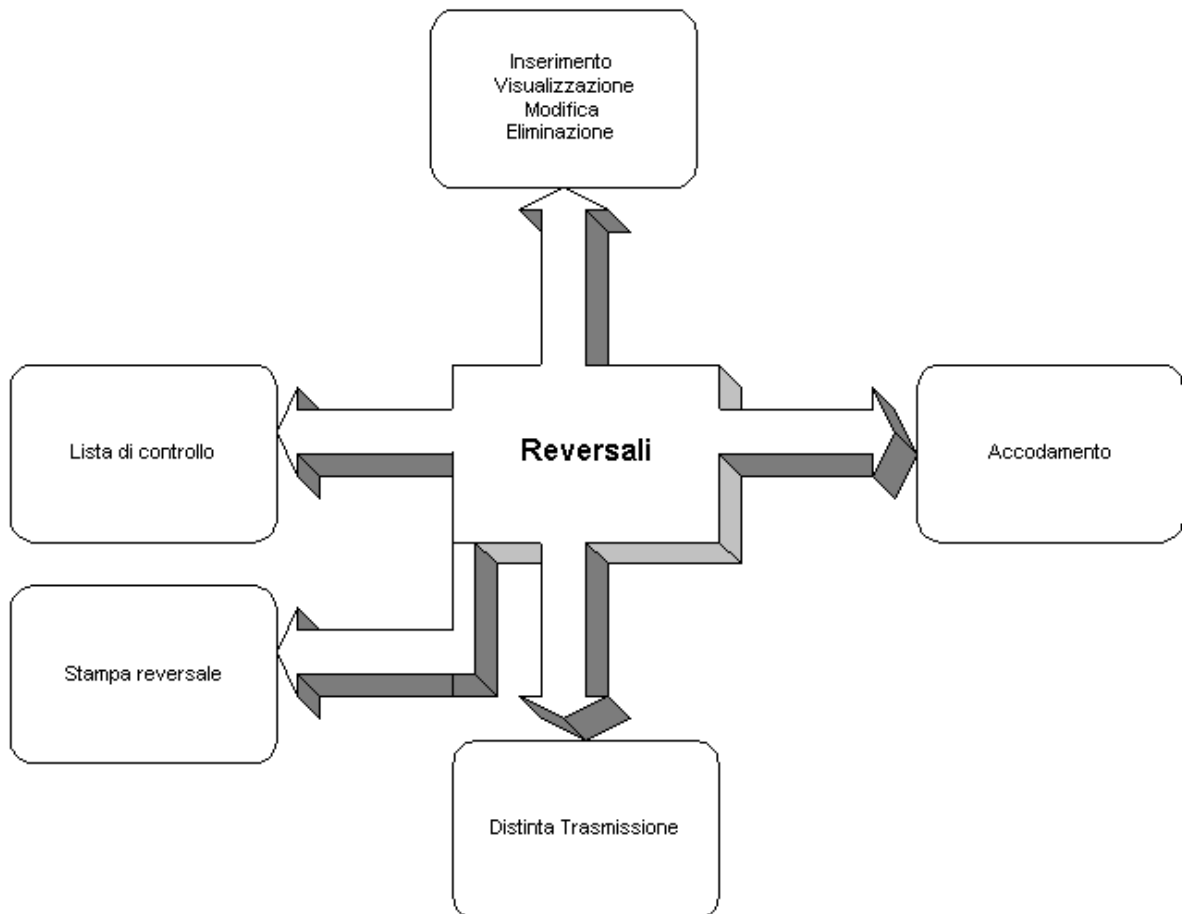 Inserimento
Visualizzazione
Modifica
Eliminazione
Lista di controllo
Reversali
Accodamento
Stampa reversale
Distinta Trasmissione